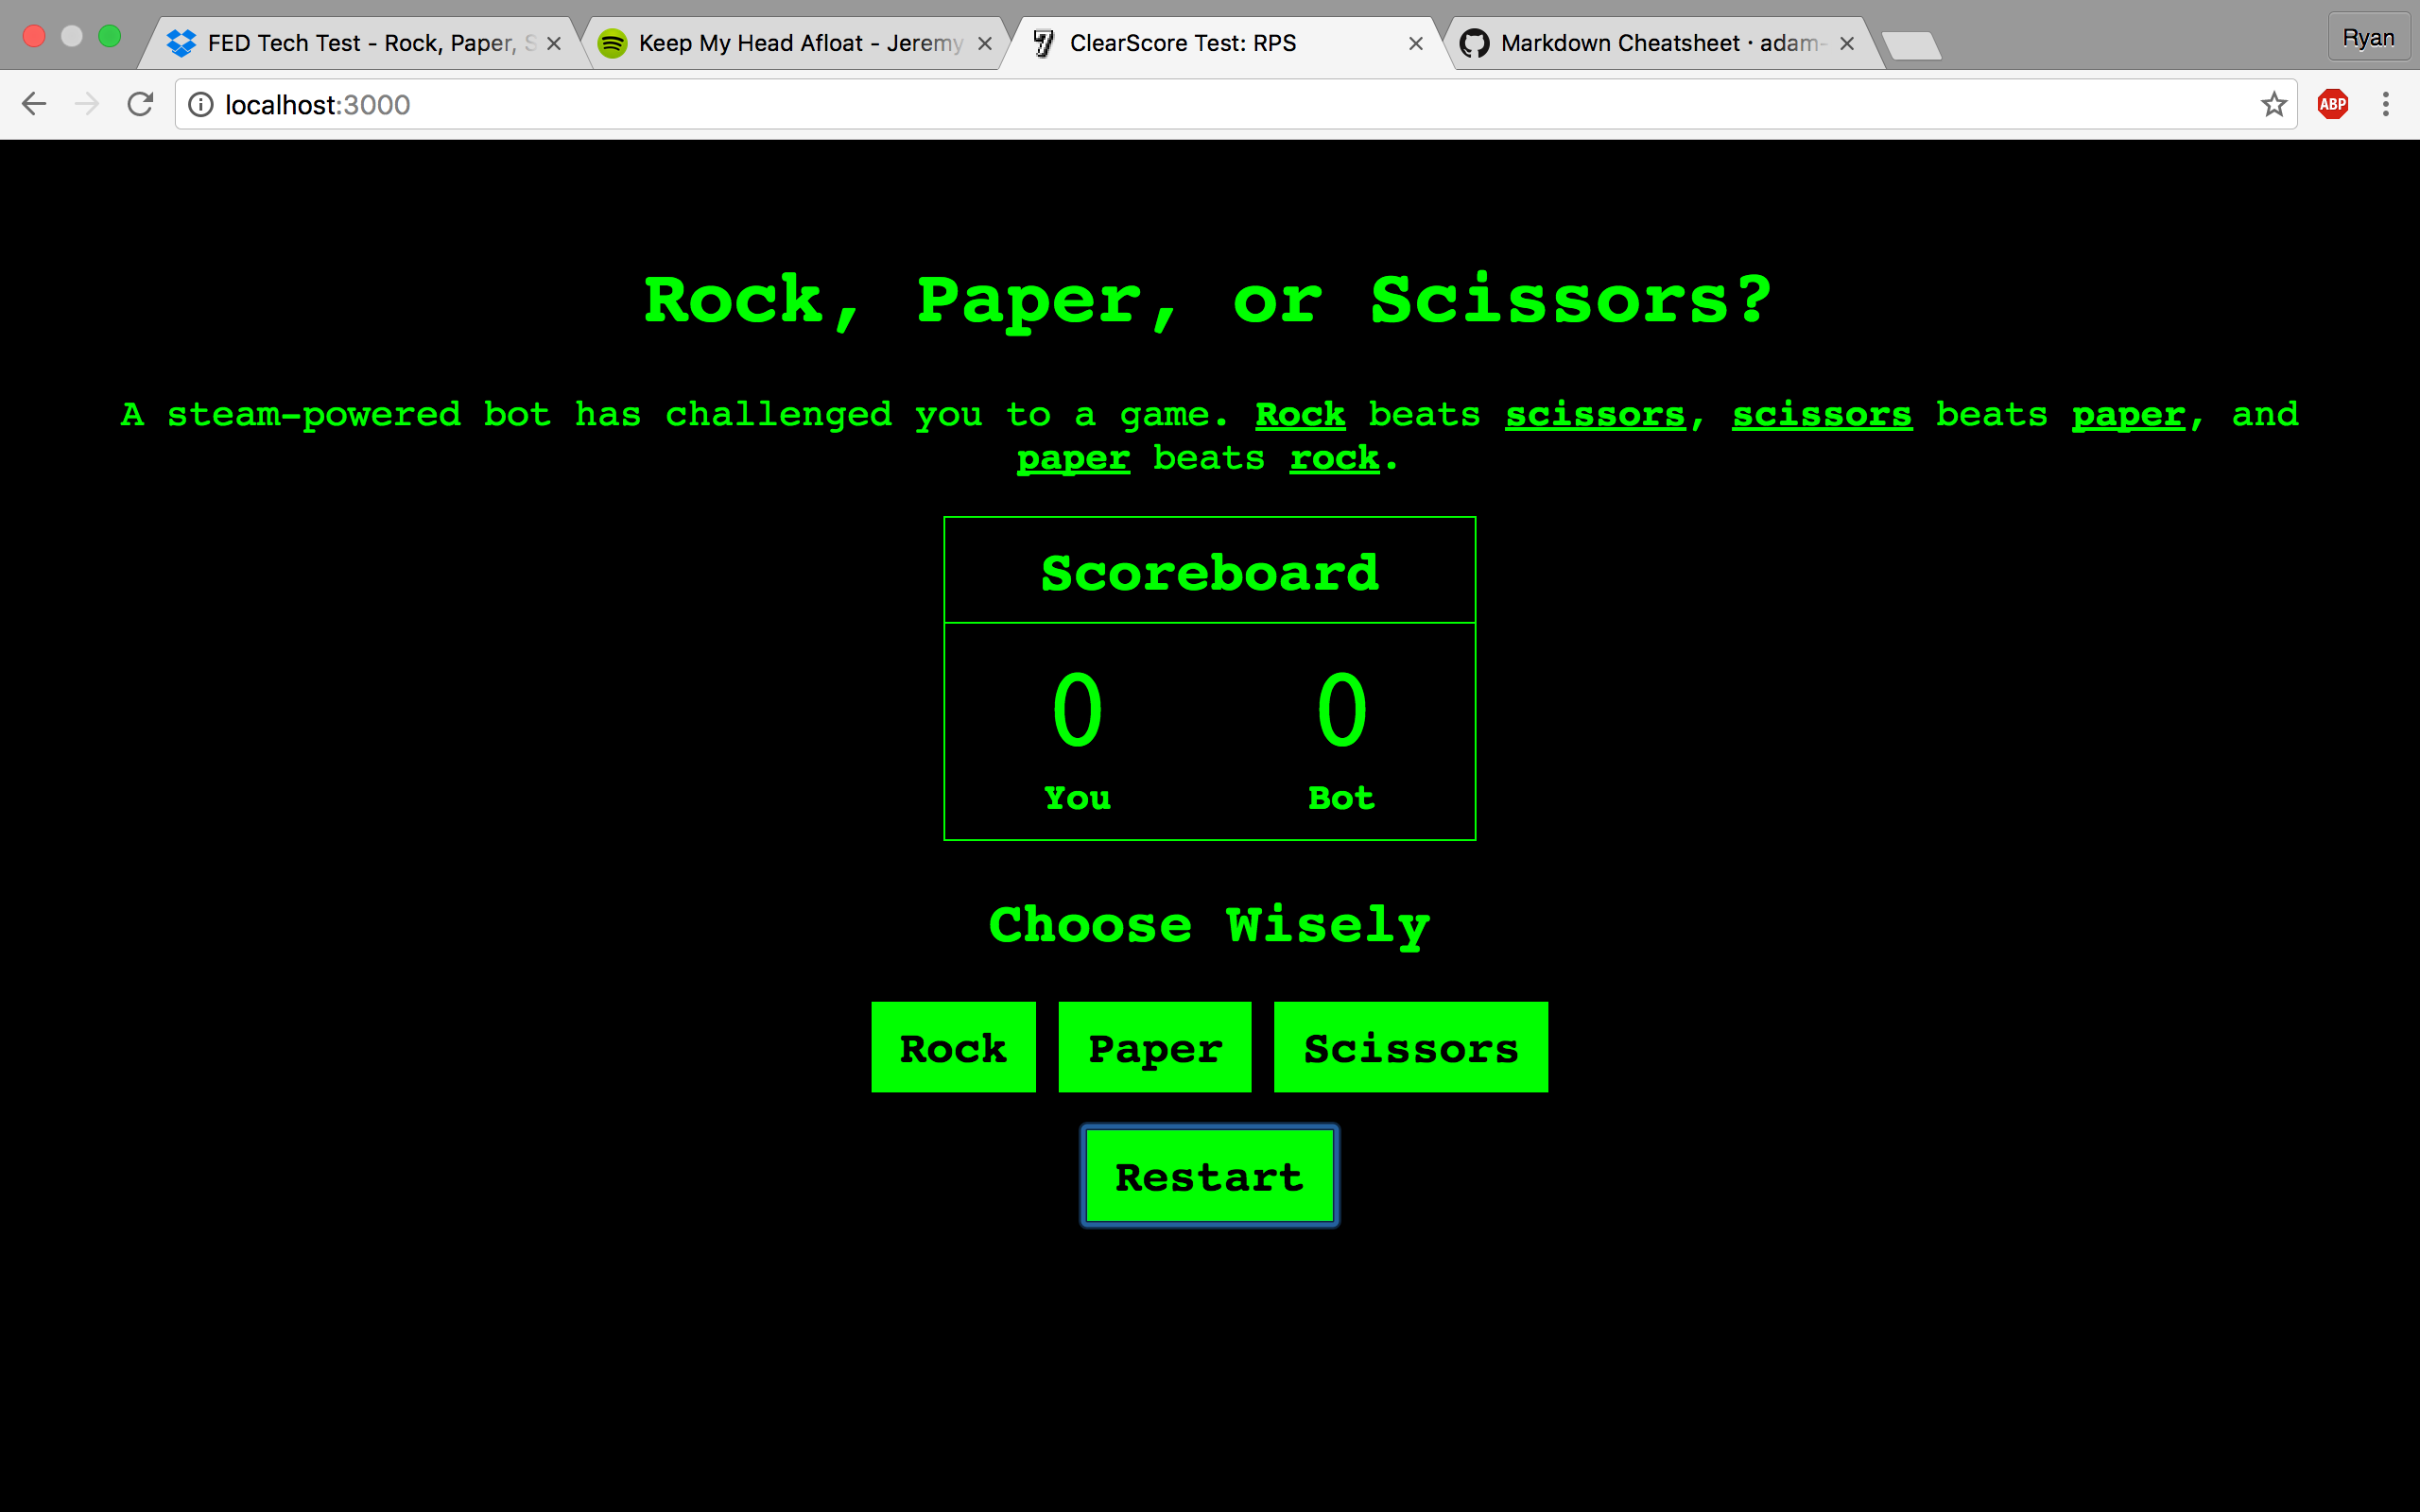 FED Tech Test - Rock, Paper, S
Keep My Head Afloat - Jeremy
7 ClearScore Test: RPS
Markdown Cheatsheet · adam-
Ryan
localhost:3000
ABP
Rock, Paper, or Scissors?
A steam-powered bot has challenged you to a game. Rock beats scissors, scissors beats paper, and
paper beats rock.
Scoreboard
0 0
You Bot
Choose Wisely
Rock Paper Scissors
Restart